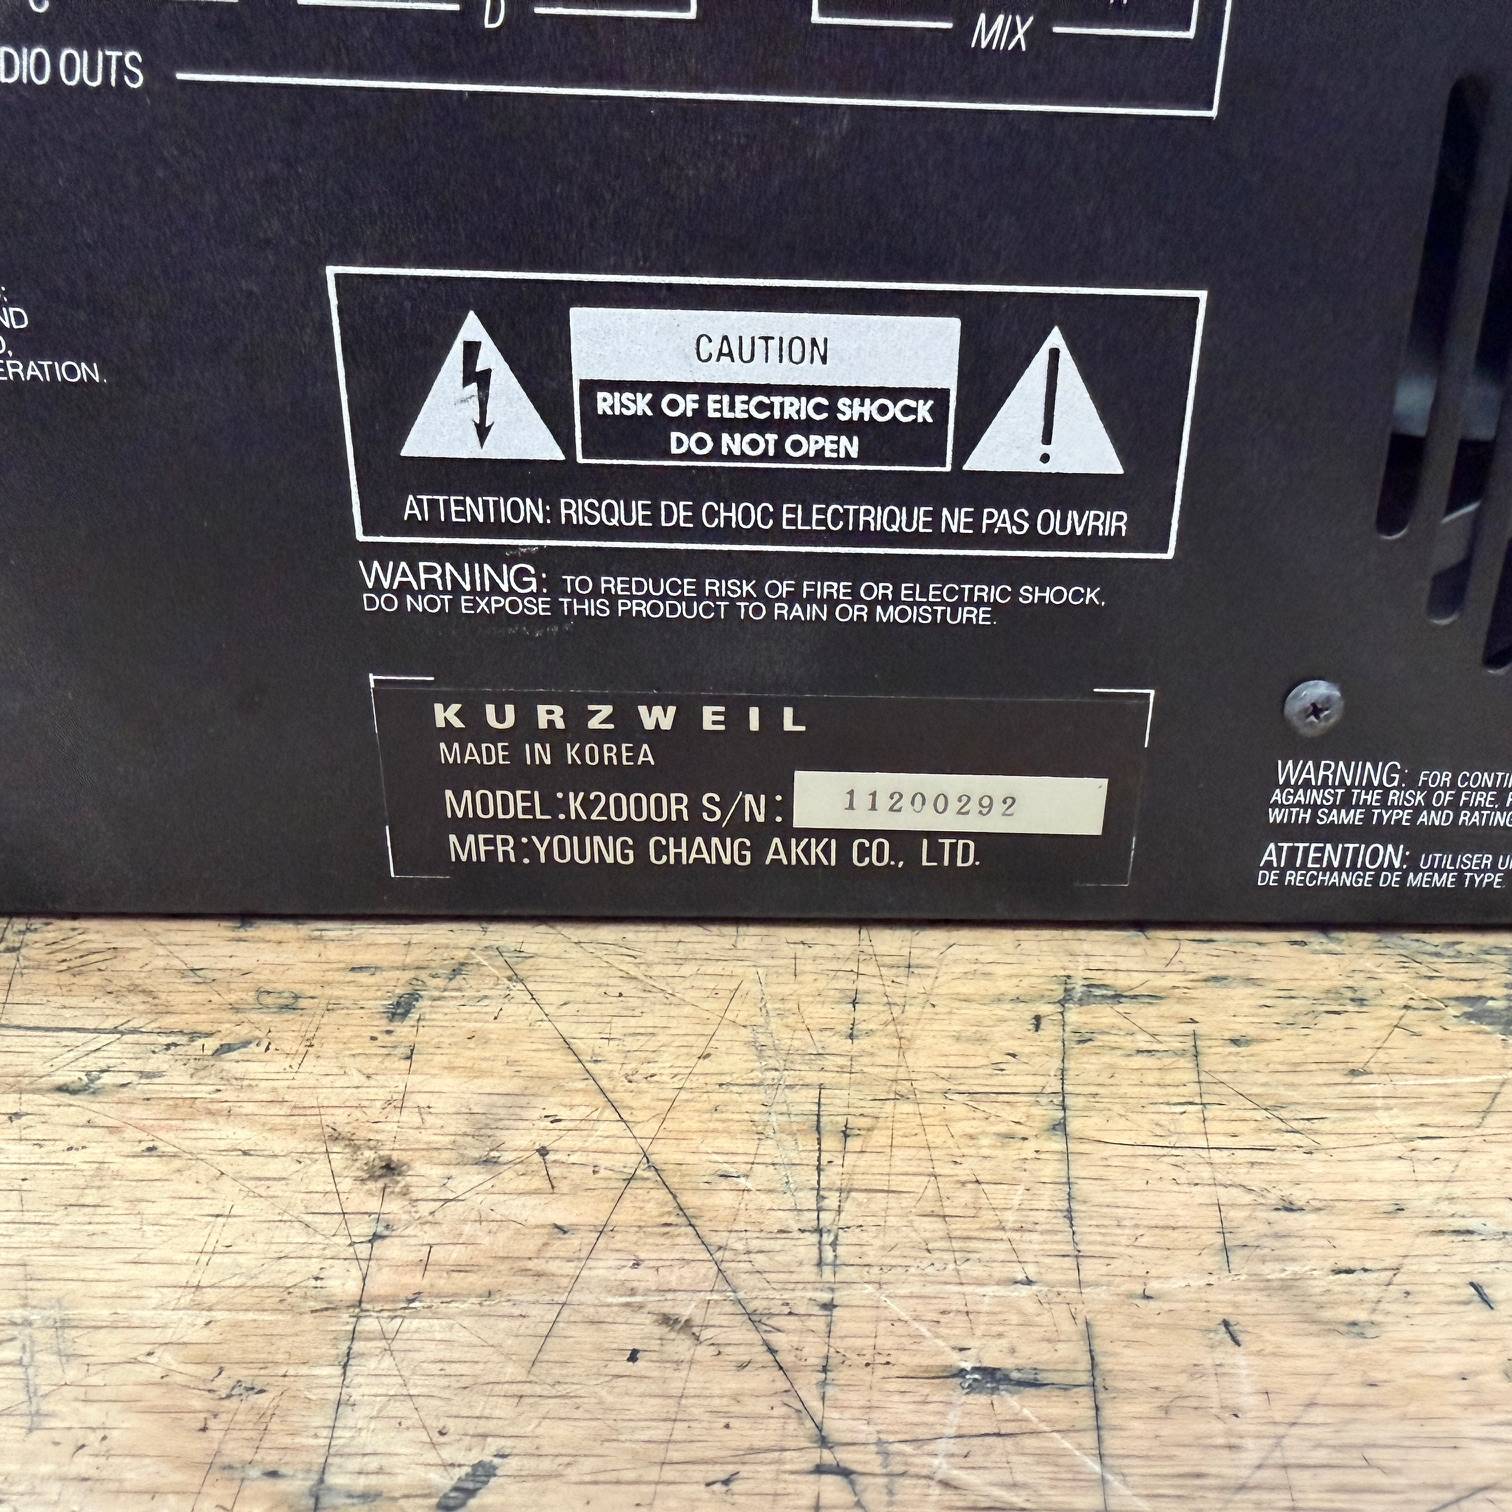 D
MIX
DIO OUTS
ND
ERATION.
CAUTION
RISK OF ELECTRIC SHOCK
DO NOT OPEN
ATTENTION: RISQUE DE CHOC ELECTRIQUE NE PAS OUVRIR
WARNING: TO REDUCE RISK OF FIRE OR ELECTRIC SHOCK,
DO NOT EXPOSE THIS PRODUCT TO RAIN OR MOISTURE.
KURZWEIL
MADE IN KOREA
MODEL:K2000R S/N: 11200292
MFR:YOUNG CHANG AKKI CO., LTD.
WARNING: FOR CONTI
AGAINST THE RISK OF FIRE,
WITH SAME TYPE AND RATING
ATTENTION: UTILISER U
DE RECHANGE DE MEME TYPE